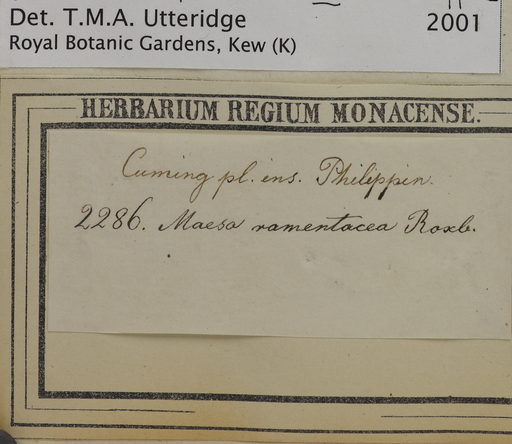 Det. T.M.A. Utteridge 2001
Royal Botanic Gardens, Kew (K)
HERBARIUM REGIUM MONACENSE.
Cuming pl. ins. Philippin.
2286. Maesa ramentacea Roxb.